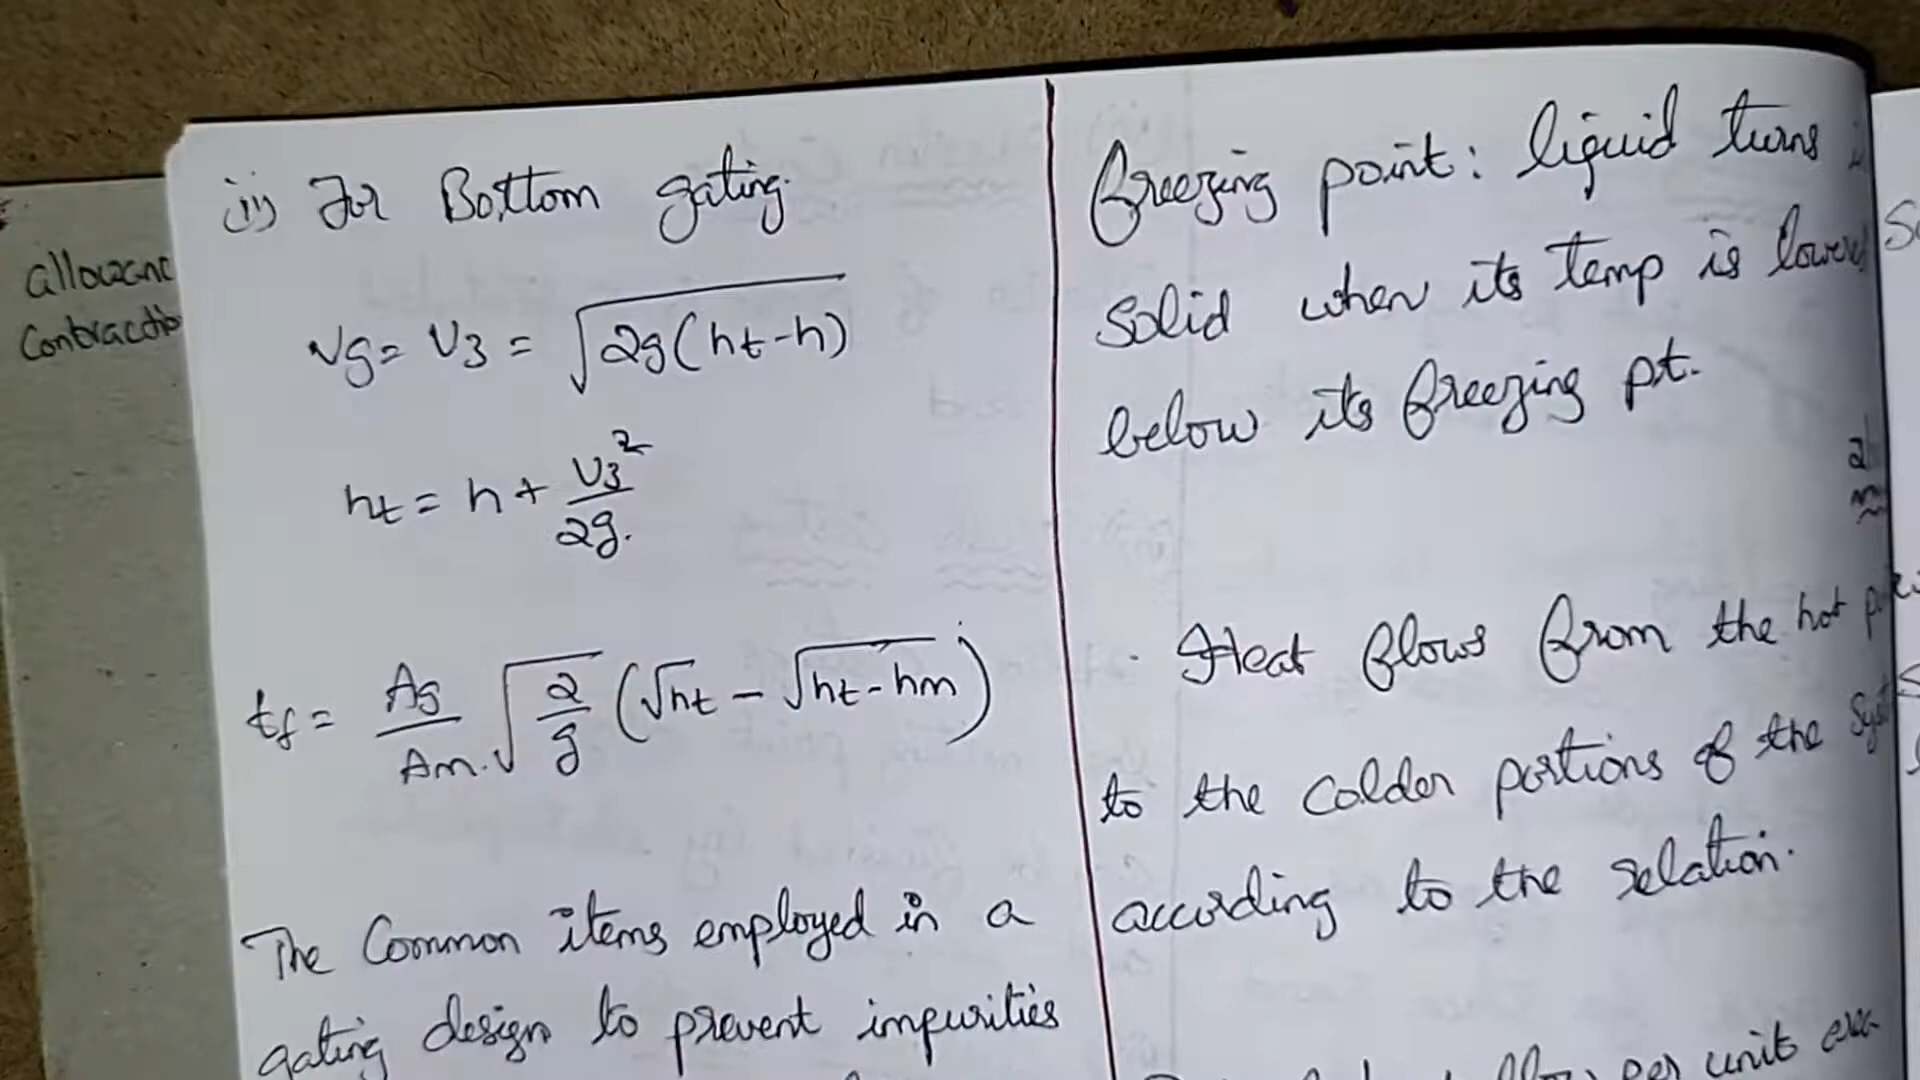 allowanc
Contractio
ii) For Bottom gating.
Vg = V3 = √2g(ht-h)
ht = h + V3²/2g.
tf = Ag/Am. √2/g (√ht - √ht-hm)
The Common items employed in a
gating design to prevent impurities
freezing point: liquid turns
Solid when its temp is lowe
below its freezing pt.
. Heat flows from the hot
to the colder portions of the Syst
according to the relation.
per unit